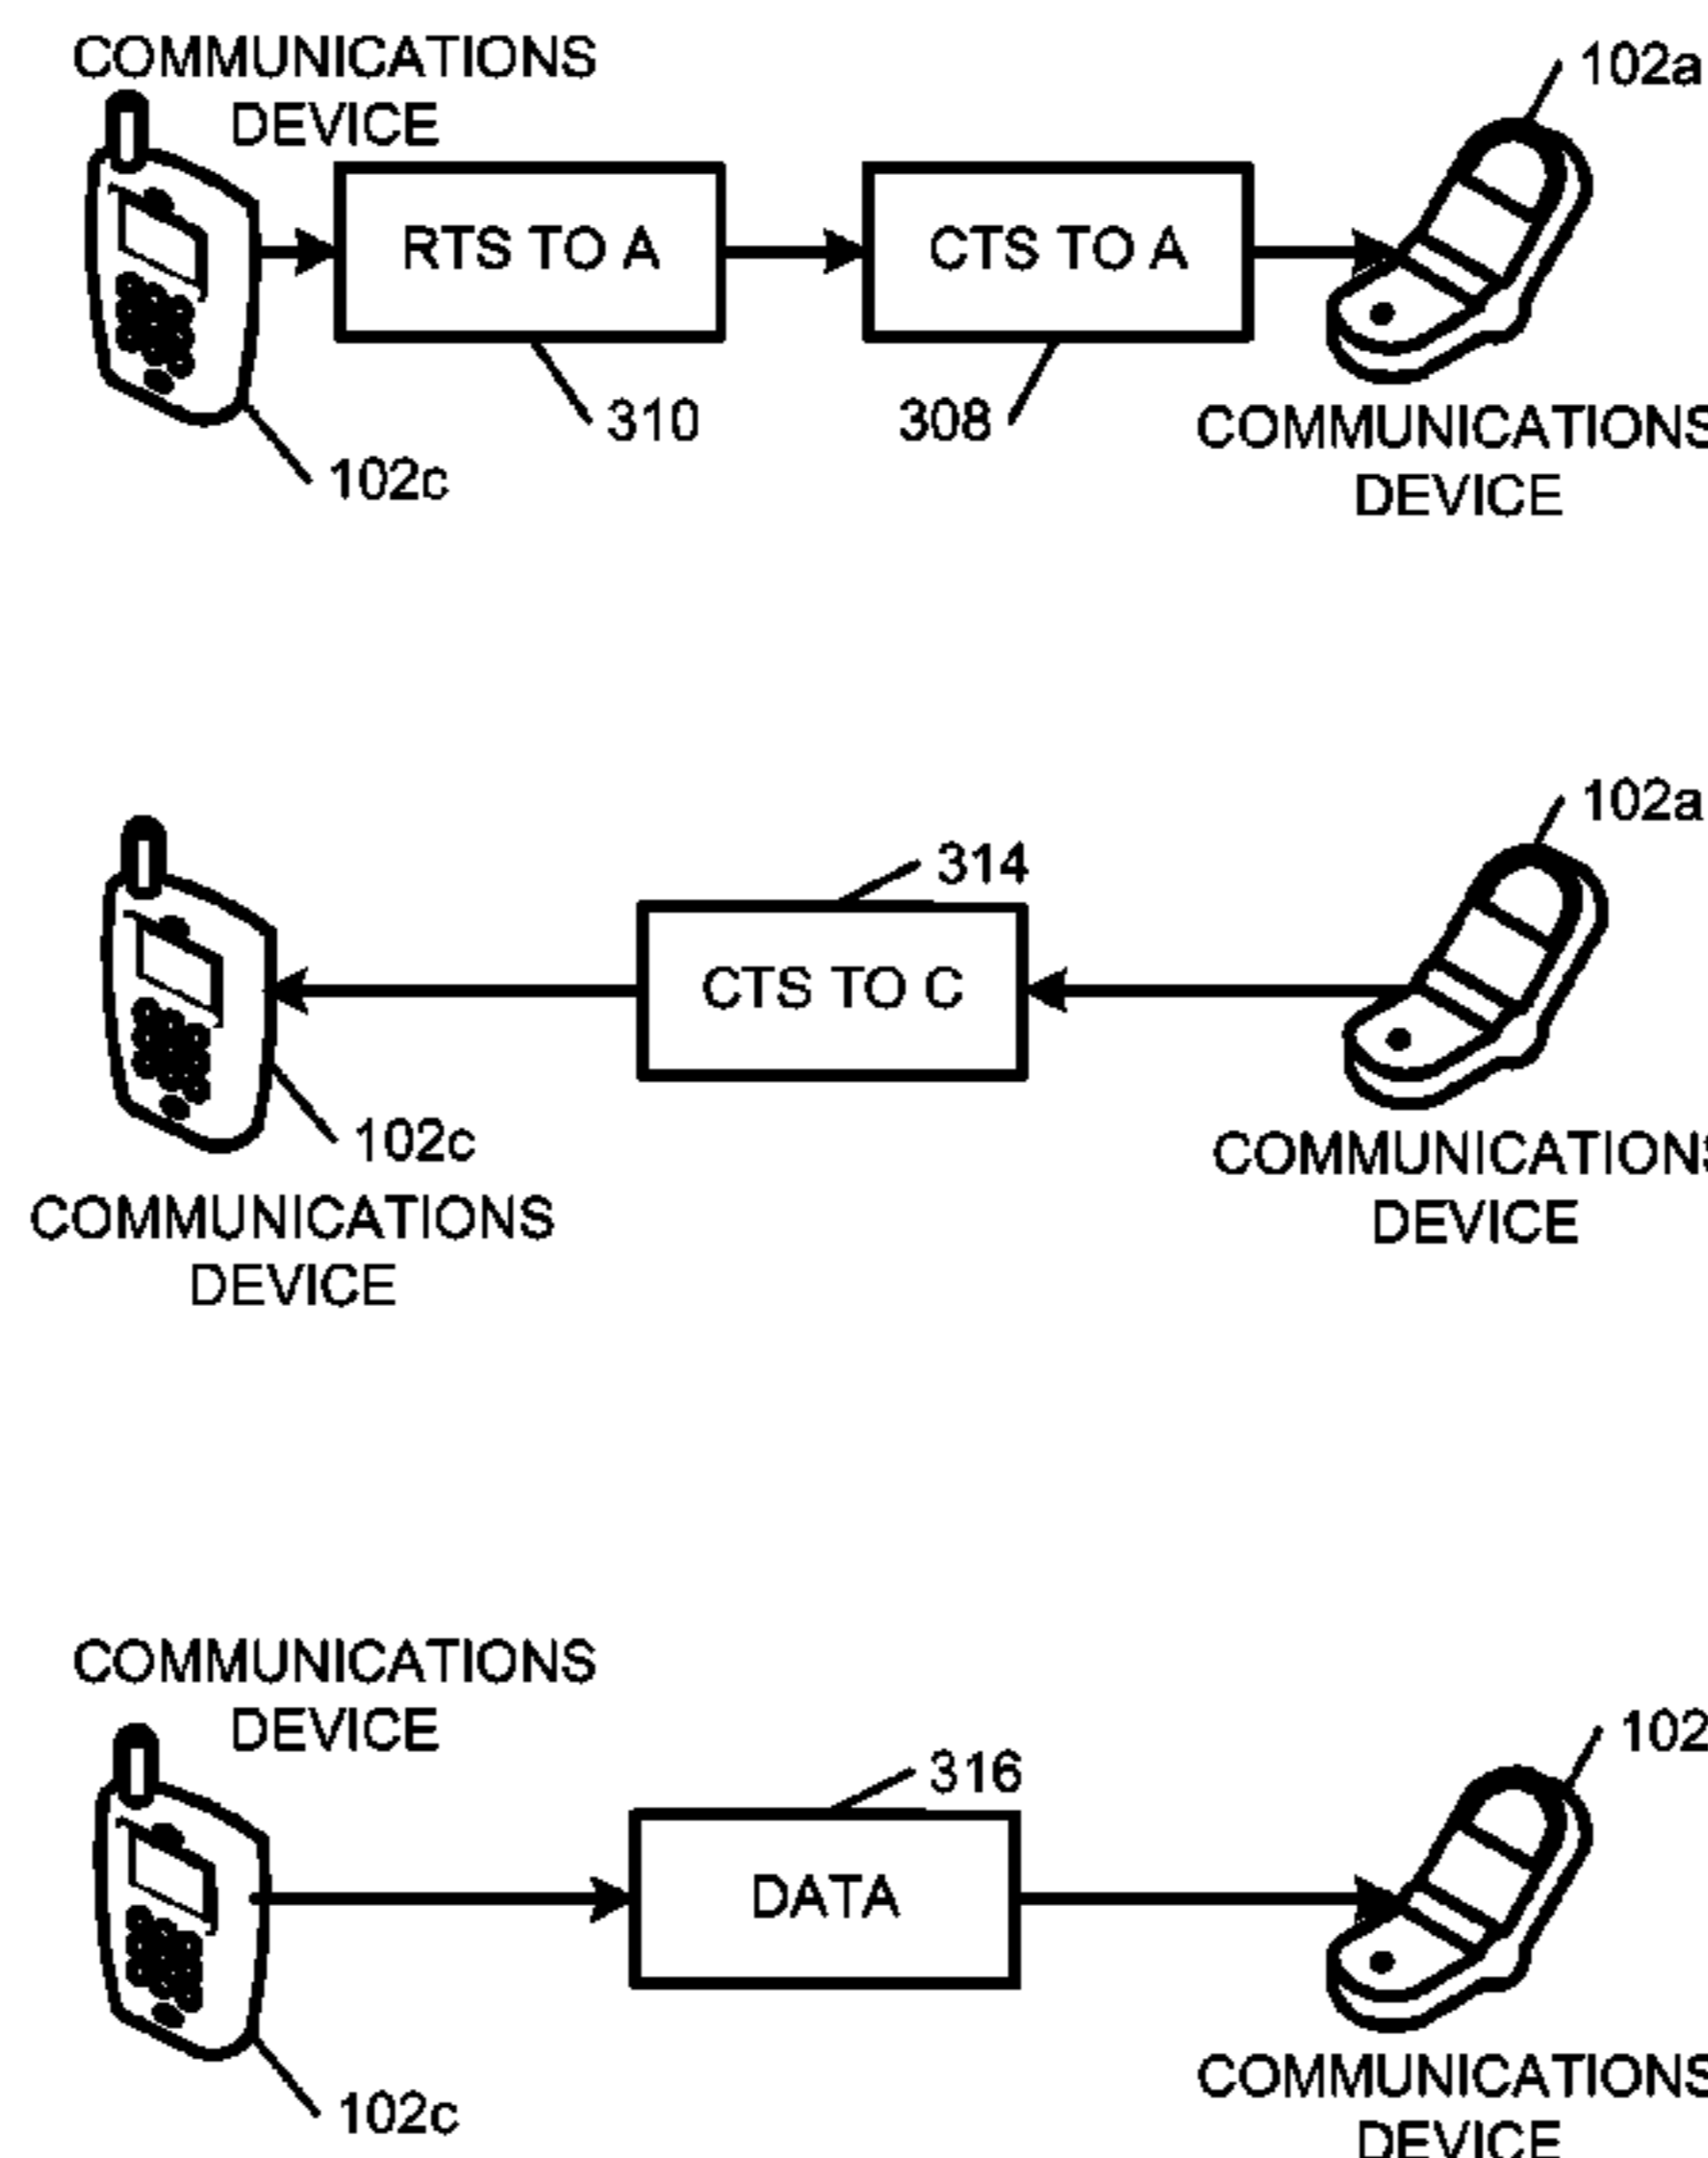 COMMUNICATIONS
DEVICE
102a
RTS TO A
CTS TO A
310
308
102c
COMMUNICATIONS
DEVICE
102a
314
CTS TO C
102c
COMMUNICATIONS
DEVICE
COMMUNICATIONS
DEVICE
COMMUNICATIONS
DEVICE
102
316
DATA
102c
COMMUNICATIONS
DEVICE